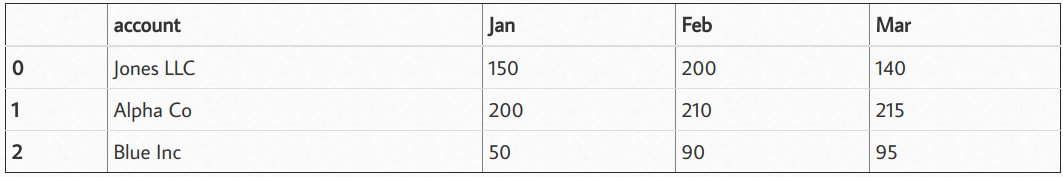 account Jan Feb Mar
0 Jones LLC 150 200 140
1 Alpha Co 200 210 215
2 Blue Inc 50 90 95